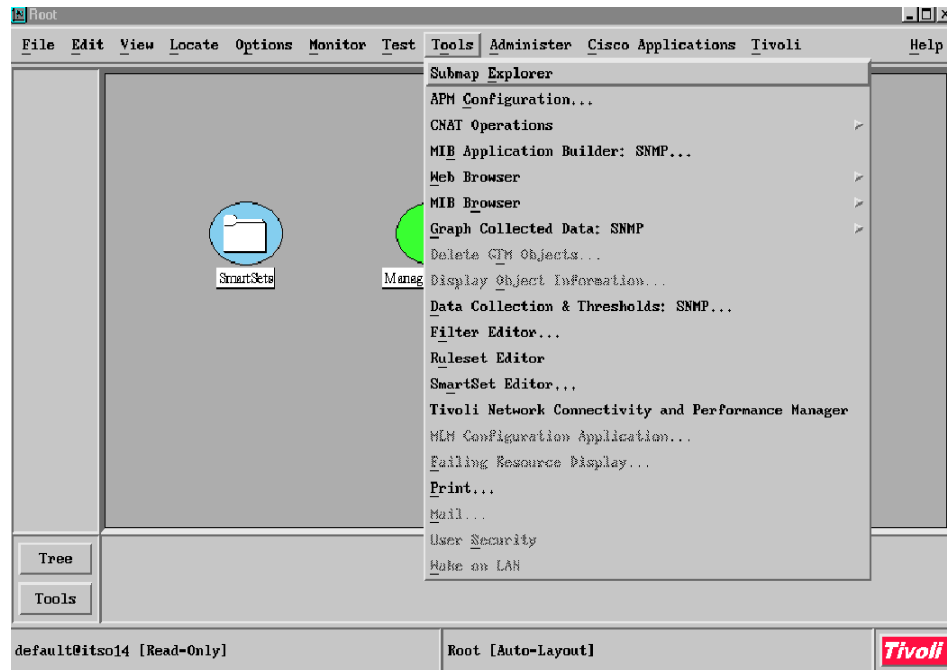 Root
File Edit View Locate Options Monitor Test Tools Administer Cisco Applications Tivoli Help
Submap Explorer
APM Configuration...
CNAT Operations
MIB Application Builder: SNMP...
Web Browser
MIB Browser
Graph Collected Data: SNMP
Delete GTM Objects...
Display Object Information...
Data Collection & Thresholds: SNMP...
Filter Editor...
Ruleset Editor
SmartSet Editor...
Tivoli Network Connectivity and Performance Manager
MLM Configuration Application...
Failing Resource Display...
Print...
Mail...
User Security
Wake on LAN
SmartSets
Manag
Tree
Tools
default@itso14 [Read-Only]
Root [Auto-Layout]
Tivoli